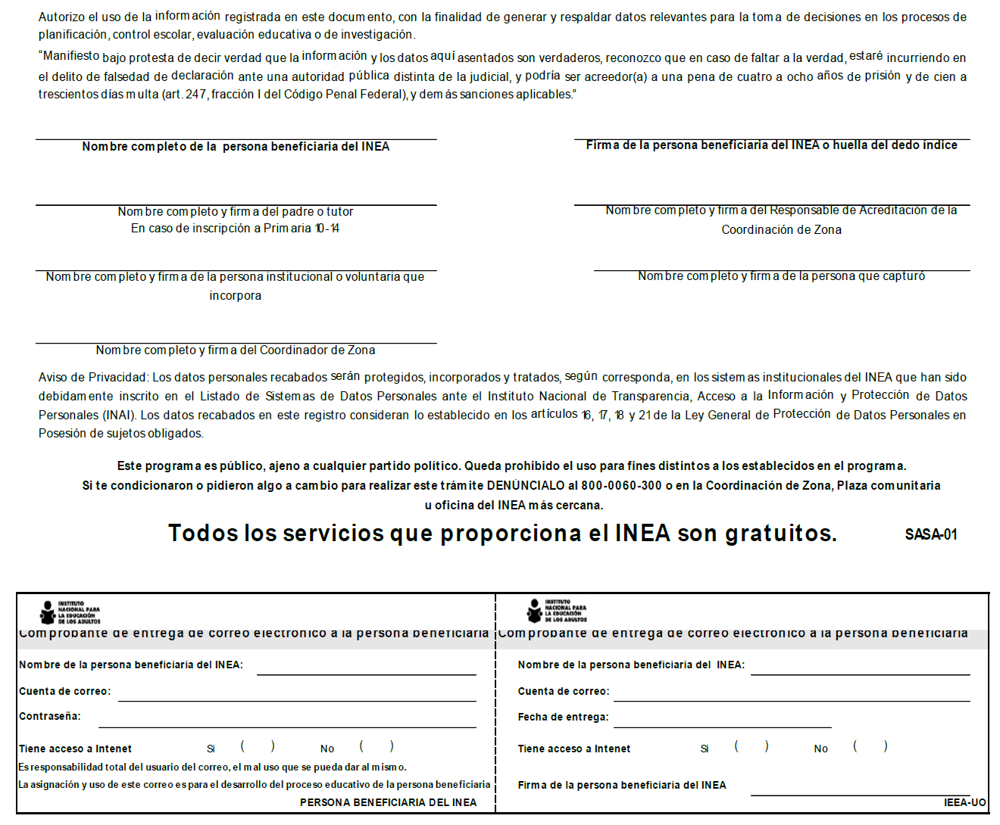 Autorizo el uso de la información registrada en este documento, con la finalidad de generar y respaldar datos relevantes para la toma de decisiones en los procesos de
planificación, control escolar, evaluación educativa o de investigación.
“Manifiesto bajo protesta de decir verdad que la información y los datos aquí asentados son verdaderos, reconozco que en caso de faltar a la verdad, estaré incurriendo en
el delito de falsedad de declaración ante una autoridad pública distinta de la judicial, y podría ser acreedor(a) a una pena de cuatro a ocho años de prisión y de cien a
trescientos días multa (art. 247, fracción I del Código Penal Federal), y demás sanciones aplicables.”
Nombre completo de la persona beneficiaria del INEA
Firma de la persona beneficiaria del INEA o huella del dedo índice
Nombre completo y firma del padre o tutor
En caso de inscripción a Primaria 10-14
Nombre completo y firma del Responsable de Acreditación de la
Coordinación de Zona
Nombre completo y firma de la persona institucional o voluntaria que
incorpora
Nombre completo y firma de la persona que capturó
Nombre completo y firma del Coordinador de Zona
Aviso de Privacidad: Los datos personales recabados serán protegidos, incorporados y tratados, según corresponda, en los sistemas institucionales del INEA que han sido
debidamente inscrito en el Listado de Sistemas de Datos Personales ante el Instituto Nacional de Transparencia, Acceso a la Información y Protección de Datos
Personales (INAI). Los datos recabados en este registro consideran lo establecido en los artículos 16, 17, 18 y 21 de la Ley General de Protección de Datos Personales en
Posesión de sujetos obligados.
Este programa es público, ajeno a cualquier partido político. Queda prohibido el uso para fines distintos a los establecidos en el programa.
Si te condicionaron o pidieron algo a cambio para realizar este trámite DENÚNCIALO al 800-0060-300 o en la Coordinación de Zona, Plaza comunitaria
u oficina del INEA más cercana.
Todos los servicios que proporciona el INEA son gratuitos.
SASA-01
INSTITUTO
NACIONAL PARA
LA EDUCACIÓN
DE LOS ADULTOS
Comprobante de entrega de correo electrónico a la persona beneficiaria
Nombre de la persona beneficiaria del INEA:
Cuenta de correo:
Contraseña:
Tiene acceso a Intenet Si ( ) No ( )
Es responsabilidad total del usuario del correo, el mal uso que se pueda dar al mismo.
La asignación y uso de este correo es para el desarrollo del proceso educativo de la persona beneficiaria
PERSONA BENEFICIARIA DEL INEA
INSTITUTO
NACIONAL PARA
LA EDUCACIÓN
DE LOS ADULTOS
Comprobante de entrega de correo electrónico a la persona beneficiaria
Nombre de la persona beneficiaria del INEA:
Cuenta de correo:
Fecha de entrega:
Tiene acceso a Intenet Si ( ) No ( )
Firma de la persona beneficiaria del INEA
IEEA-UO